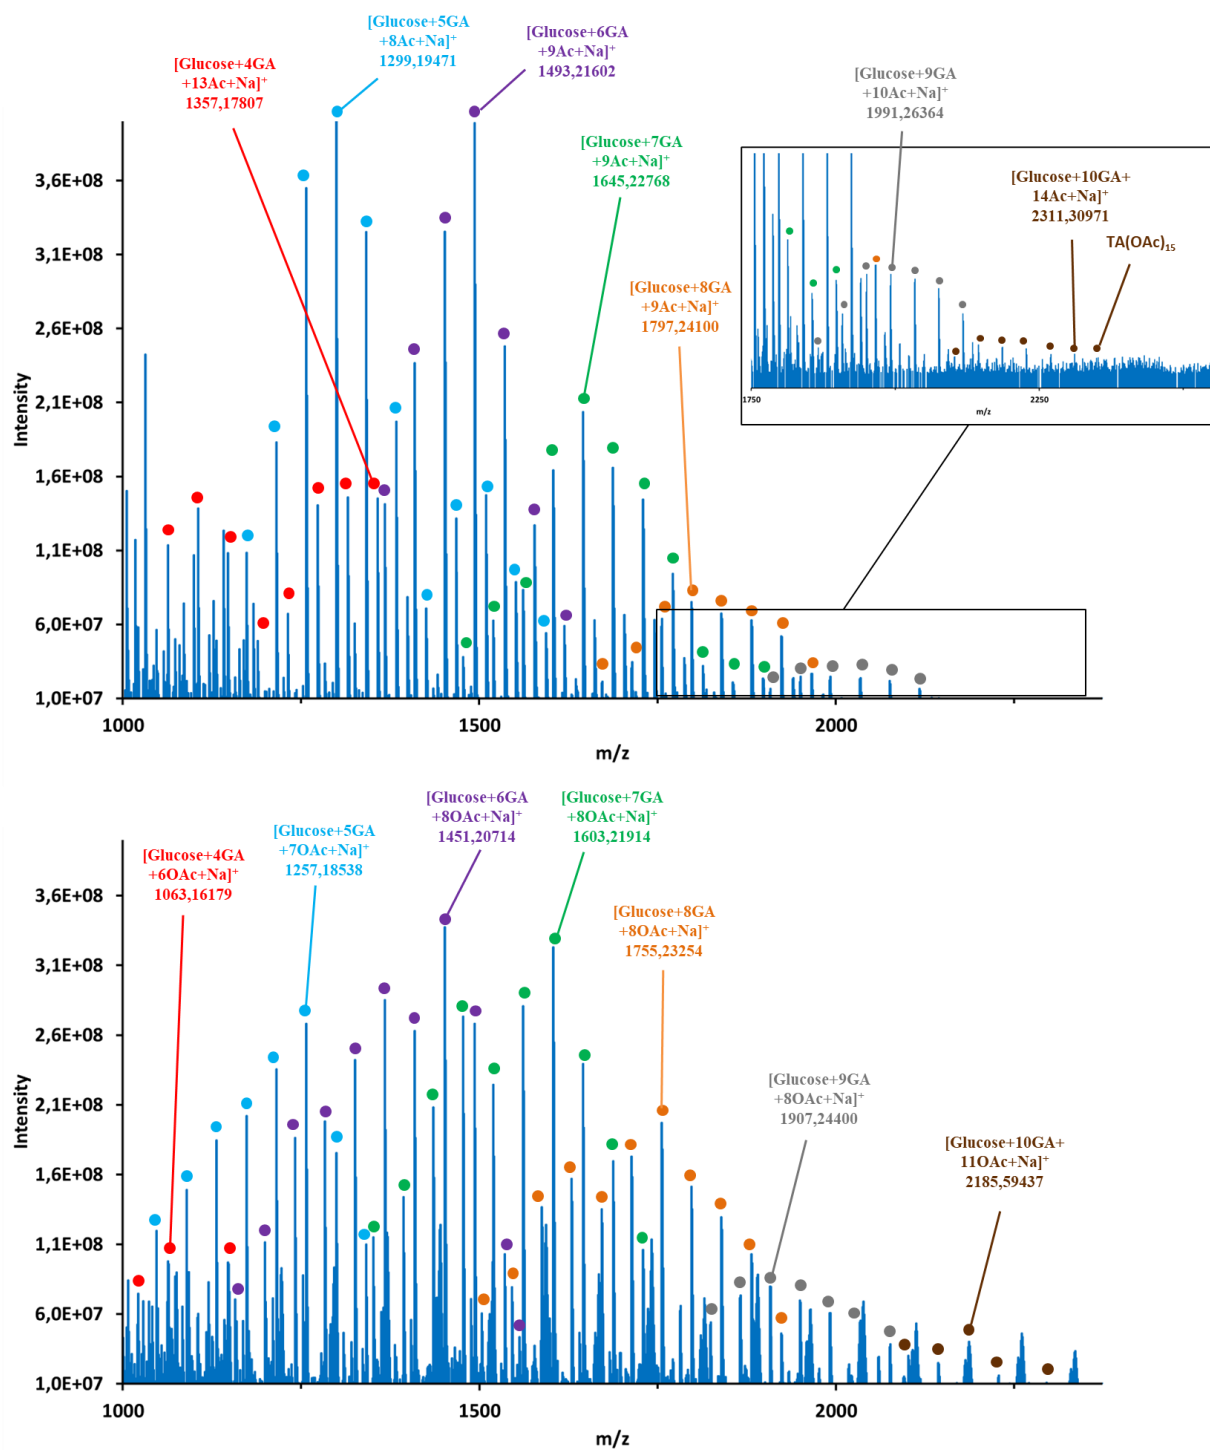 [Glucose+5GA
+8Ac+Na]⁺
1299,19471
[Glucose+6GA
+9Ac+Na]⁺
1493,21602
[Glucose+4GA
+13Ac+Na]⁺
1357,17807
[Glucose+9GA
+10Ac+Na]⁺
1991,26364
[Glucose+7GA
+9Ac+Na]⁺
1645,22768
[Glucose+10GA+
14Ac+Na]⁺
2311,30971
TA(OAc)₁₅
[Glucose+8GA
+9Ac+Na]⁺
1797,24100
1750
2250
m/z
Intensity
3,6E+08
3,1E+08
2,6E+08
2,1E+08
1,6E+08
1,1E+08
6,0E+07
1,0E+07
1000
1500
2000
m/z
[Glucose+6GA
+8OAc+Na]⁺
1451,20714
[Glucose+7GA
+8OAc+Na]⁺
1603,21914
[Glucose+5GA
+7OAc+Na]⁺
1257,18538
[Glucose+4GA
+6OAc+Na]⁺
1063,16179
[Glucose+8GA
+8OAc+Na]⁺
1755,23254
[Glucose+9GA
+8OAc+Na]⁺
1907,24400
[Glucose+10GA+
11OAc+Na]⁺
2185,59437
Intensity
3,6E+08
3,1E+08
2,6E+08
2,1E+08
1,6E+08
1,1E+08
6,0E+07
1,0E+07
1000
1500
2000
m/z